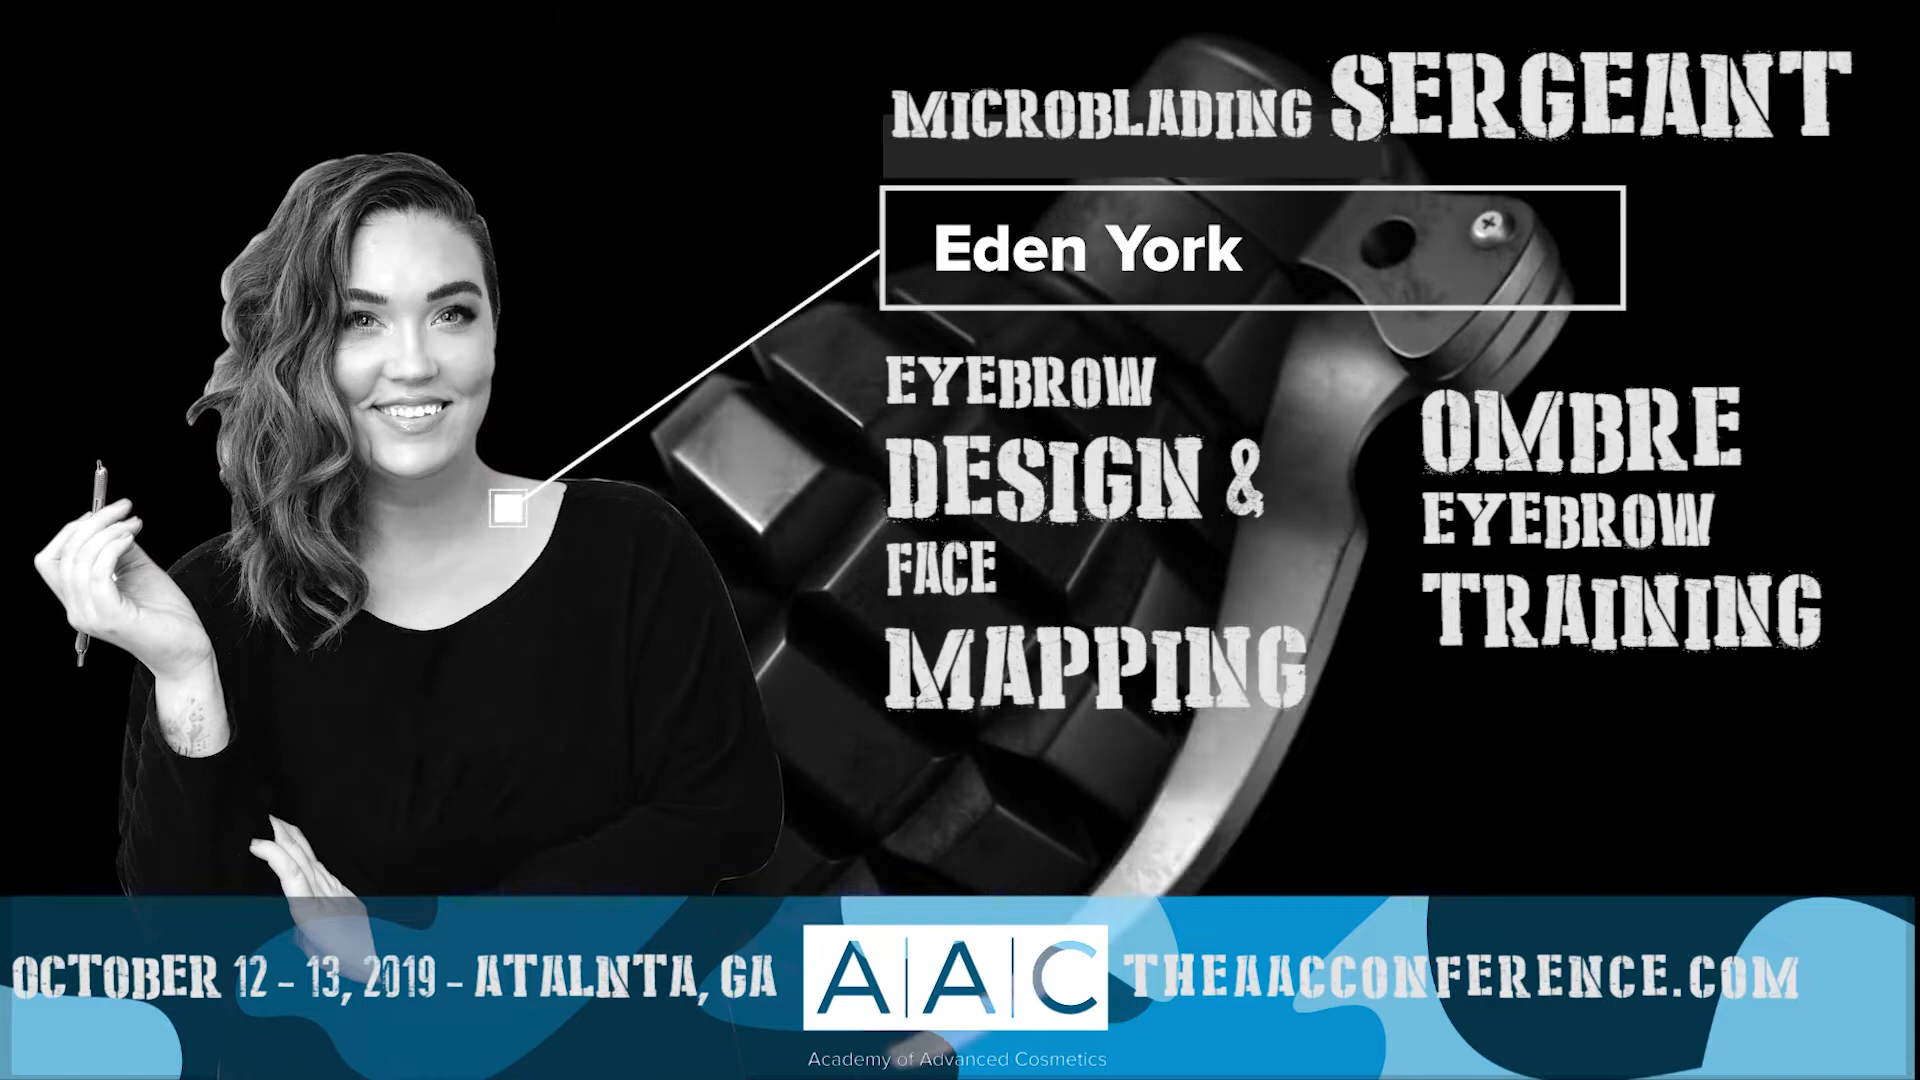 MICROBLADING SERGEANT
Eden York
EYEBROW
DESIGN &
FACE
MAPPING
OMBRE
EYEBROW
TRAINING
OCTOBER 12 - 13, 2019 - ATALNTA, GA
A|A|C
Academy of Advanced Cosmetics
THEAACCONFERENCE.COM